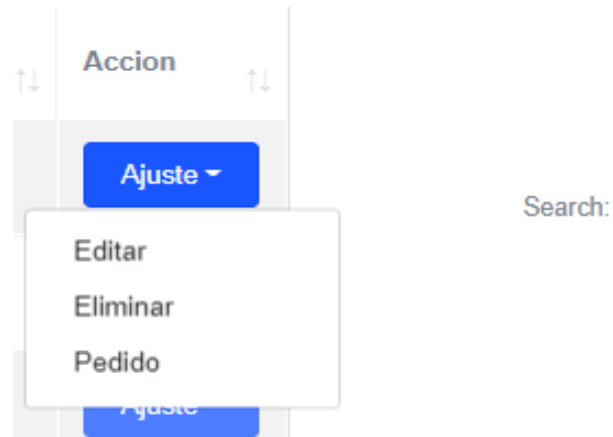 Accion
Ajuste
Search:
Editar
Eliminar
Pedido
Ajuste